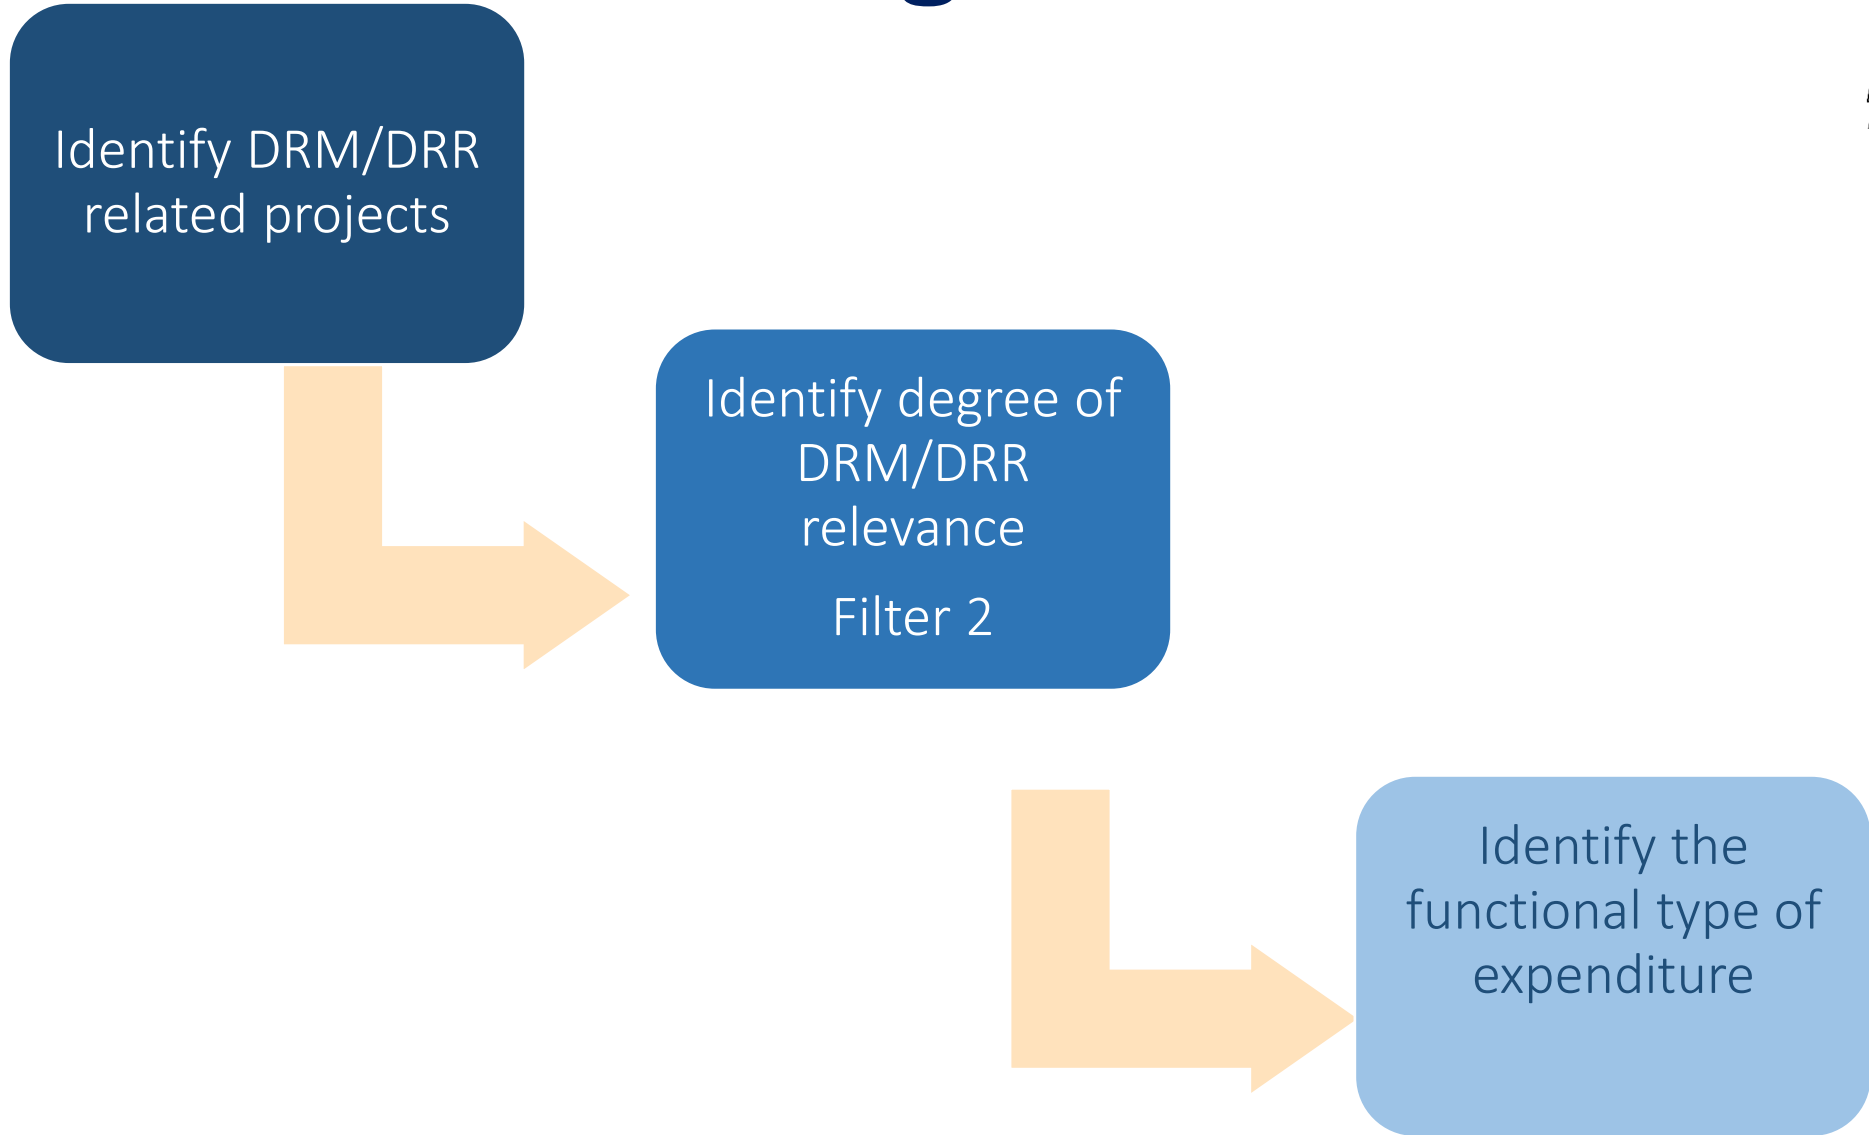 Identify DRM/DRR
related projects
Identify degree of
DRM/DRR
relevance
Filter 2
Identify the
functional type of
expenditure